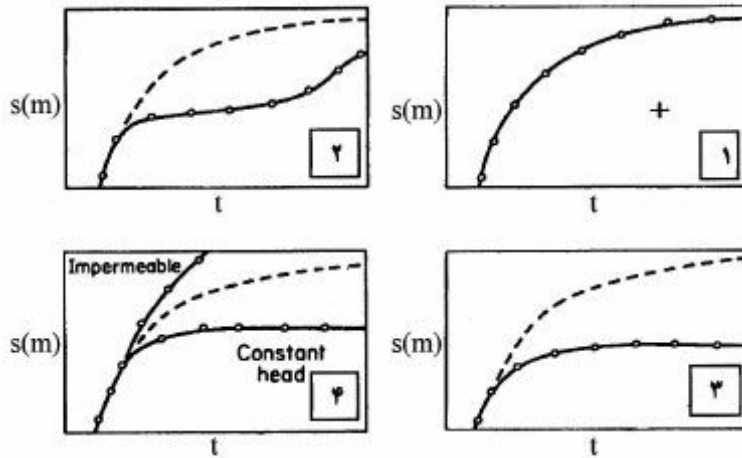 s(m)
۲
t
s(m)
+
۱
t
Impermeable
s(m)
Constant
head
۴
t
s(m)
۳
t